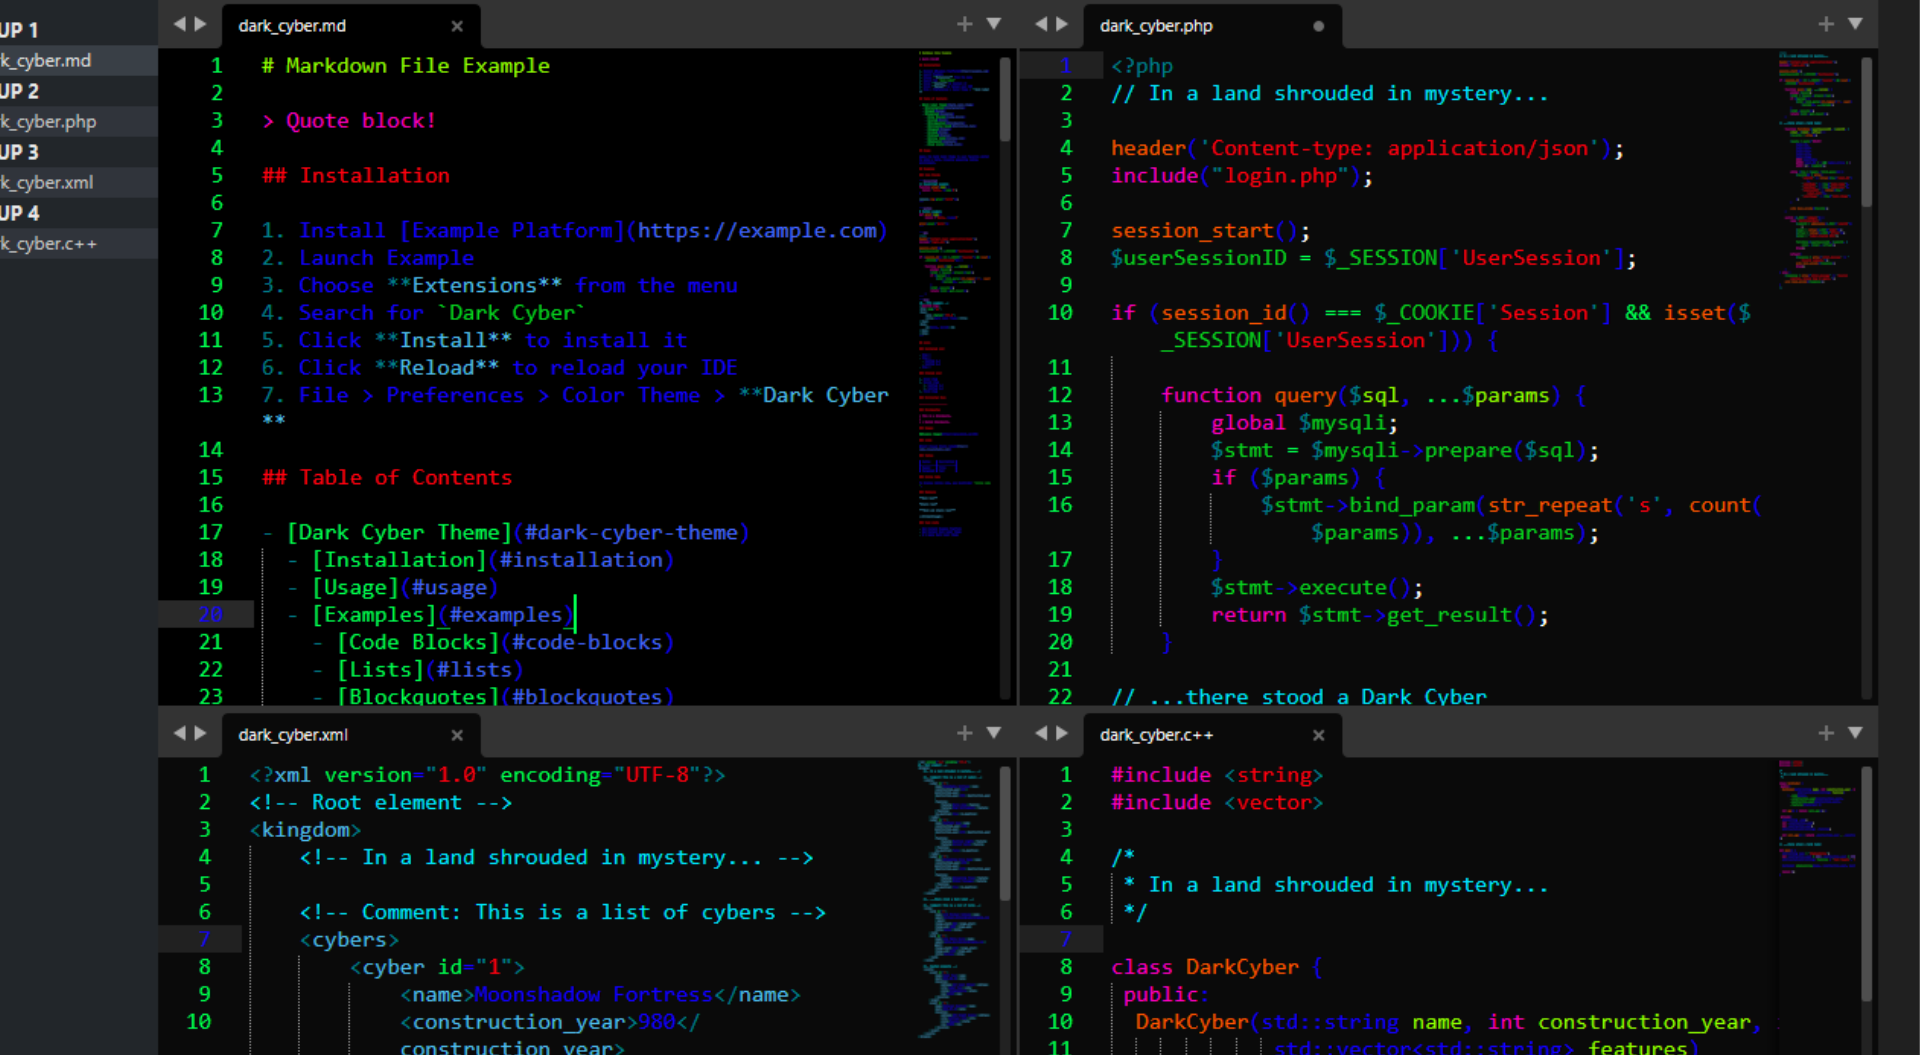 UP 1
k_cyber.md
UP 2
k_cyber.php
UP 3
k_cyber.xml
UP 4
k_cyber.c++
dark_cyber.md
1 # Markdown File Example
2
3 > Quote block!
4
5 ## Installation
6
7 1. Install [Example Platform](https://example.com)
8 2. Launch Example
9 3. Choose **Extensions** from the menu
10 4. Search for `Dark Cyber`
11 5. Click **Install** to install it
12 6. Click **Reload** to reload your IDE
13 7. File > Preferences > Color Theme > **Dark Cyber
**
14
15 ## Table of Contents
16
17 - [Dark Cyber Theme](#dark-cyber-theme)
18 - [Installation](#installation)
19 - [Usage](#usage)
20 - [Examples](#examples)
21 - [Code Blocks](#code-blocks)
22 - [Lists](#lists)
23 - [Blockquotes](#blockquotes)
dark_cyber.php
1 <?php
2 // In a land shrouded in mystery...
3
4 header('Content-type: application/json');
5 include("login.php");
6
7 session_start();
8 $userSessionID = $_SESSION['UserSession'];
9
10 if (session_id() === $_COOKIE['Session'] && isset($
_SESSION['UserSession'])) {
11
12 function query($sql, ...$params) {
13 global $mysqli;
14 $stmt = $mysqli->prepare($sql);
15 if ($params) {
16 $stmt->bind_param(str_repeat('s', count(
$params)), ...$params);
17 }
18 $stmt->execute();
19 return $stmt->get_result();
20 }
21
22 // ...there stood a Dark Cyber
dark_cyber.xml
1 <?xml version="1.0" encoding="UTF-8"?>
2 <!-- Root element -->
3 <kingdom>
4 <!-- In a land shrouded in mystery... -->
5
6 <!-- Comment: This is a list of cybers -->
7 <cybers>
8 <cyber id="1">
9 <name>Moonshadow Fortress</name>
10 <construction_year>980</
construction_year>
dark_cyber.c++
1 #include <string>
2 #include <vector>
3
4 /*
5 * In a land shrouded in mystery...
6 */
7
8 class DarkCyber {
9 public:
10 DarkCyber(std::string name, int construction_year,
11 std::vector<std::string> features)